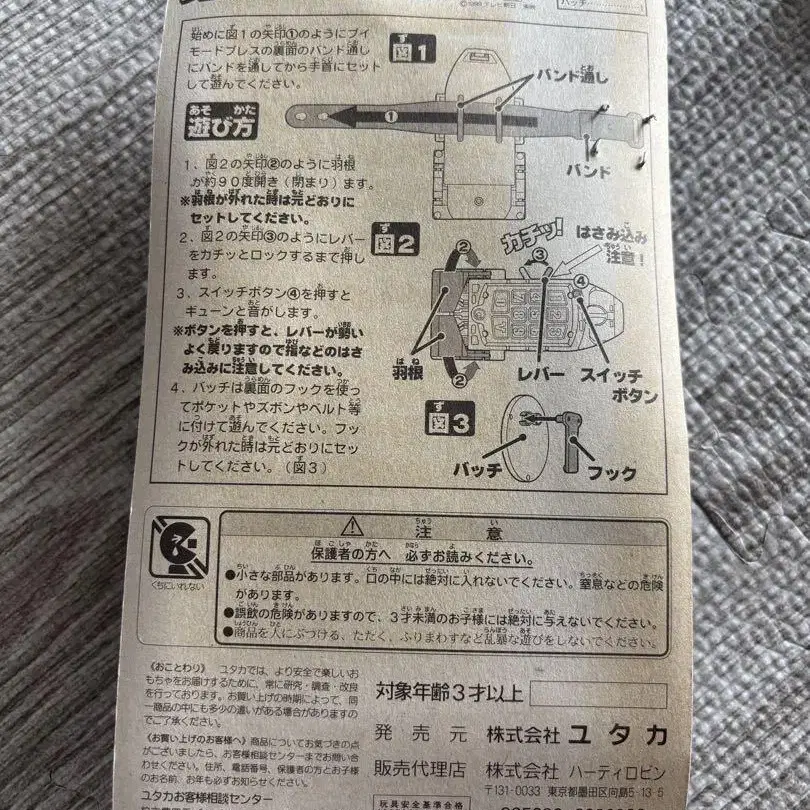 ©1999 テレビ朝日・東映
バッチ
始めに図1の矢印①のようにブイ
モードブレスの裏面のバンド通し
にバンドを通してから手首にセット
して遊んでください。
図1
バンド通し
①
バンド
遊び方
1、図2の矢印②のように羽根
が約90度開き（閉まり）ます。
※羽根が外れた時は元どおりに
セットしてください。
2、図2の矢印③のようにレバー
をカチッとロックするまで押し
ます。
3、スイッチボタン④を押すと
ギューンと音がします。
※ボタンを押すと、レバーが勢い
よく戻りますので指などのはさ
み込みに注意してください。
4、バッチは裏面のフックを使っ
てポケットやズボンやベルト等
に付けて遊んでください。フッ
クが外れた時は元どおりにセッ
トしてください。（図3）
図2
カチッ!
はさみ込み
注意!
②
③
④
羽根
②
レバー
スイッチ
ボタン
図3
バッチ
フック
くちにいれない
注意
保護者の方へ 必ずお読みください。
●小さな部品があります。口の中には絶対に入れないでください。窒息などの危険
があります。
●誤飲の危険がありますので、3才未満のお子様には絶対に与えないでください。
●商品を人にぶつける、たたく、ふりまわすなど乱暴な遊びをしないでください。
《おことわり》 ユタカでは、より安全で楽しいお
もちゃをお届けするために、常に研究・調査・改良
を行っております。お買い上げの時期によって、同
一商品の中にも多少の違いがある場合がありますの
でご了承ください。
《お買い上げのお客様へ》商品についてお気づきの点
がございましたら、お客様相談センターまでお問い合
わせください。住所、電話番号、保護者の方とお子様
のお名前、お年も必ずお知らせください。
ユタカお客様相談センター
対象年齢3才以上
発売元 株式会社 ユタカ
販売代理店 株式会社 ハーティロビン
〒131-0033 東京都墨田区向島5-13-5
玩具安全基準合格